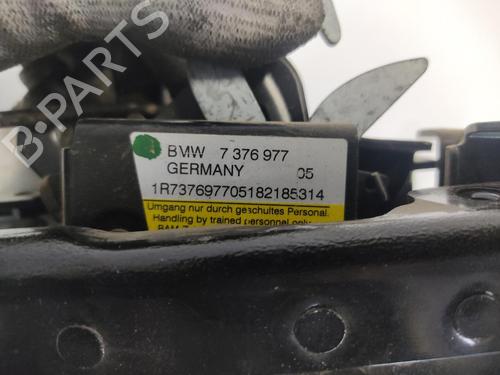 BMW 7 376 977
GERMANY 05
1R737697705182185314
Umgang nur durch geschultes Personal.
Handling by trained personnel only.
B-PARTS